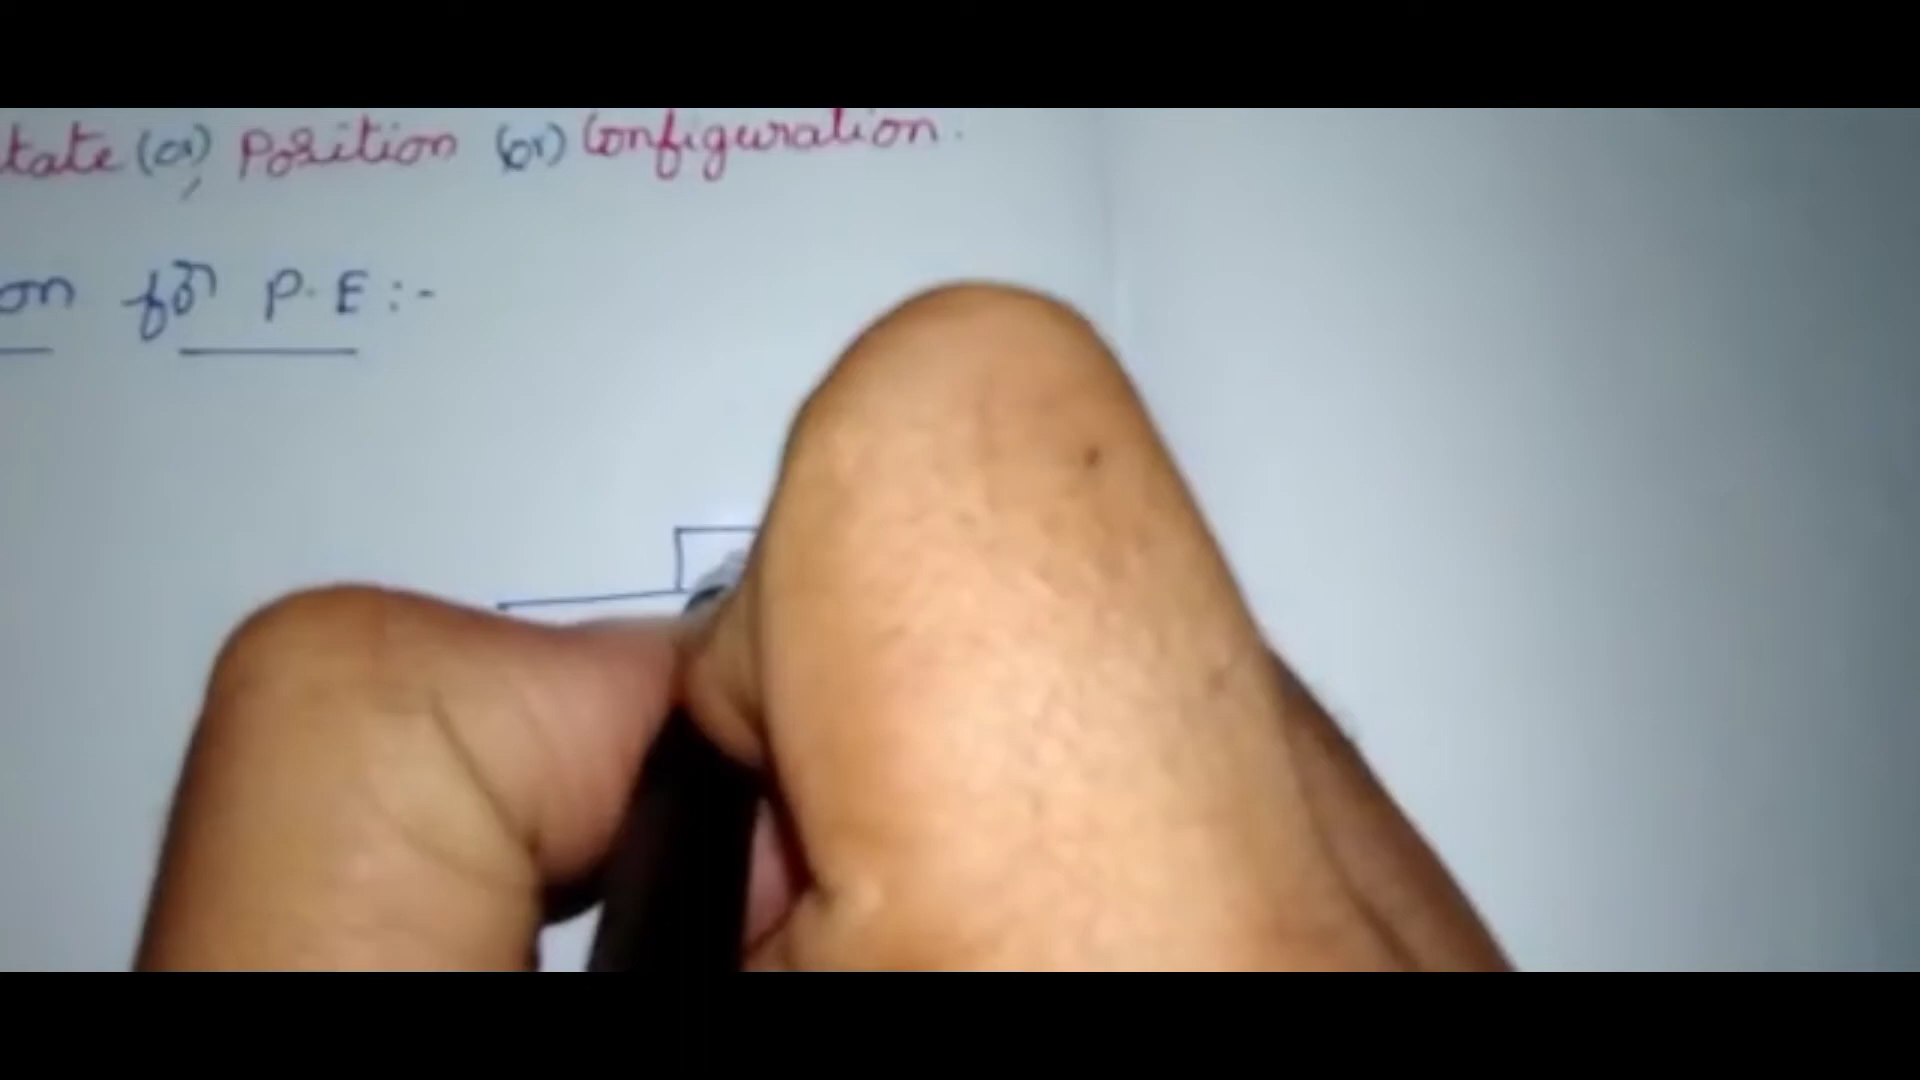 tate (or) Position (or) Configuration.
on for P.E:-